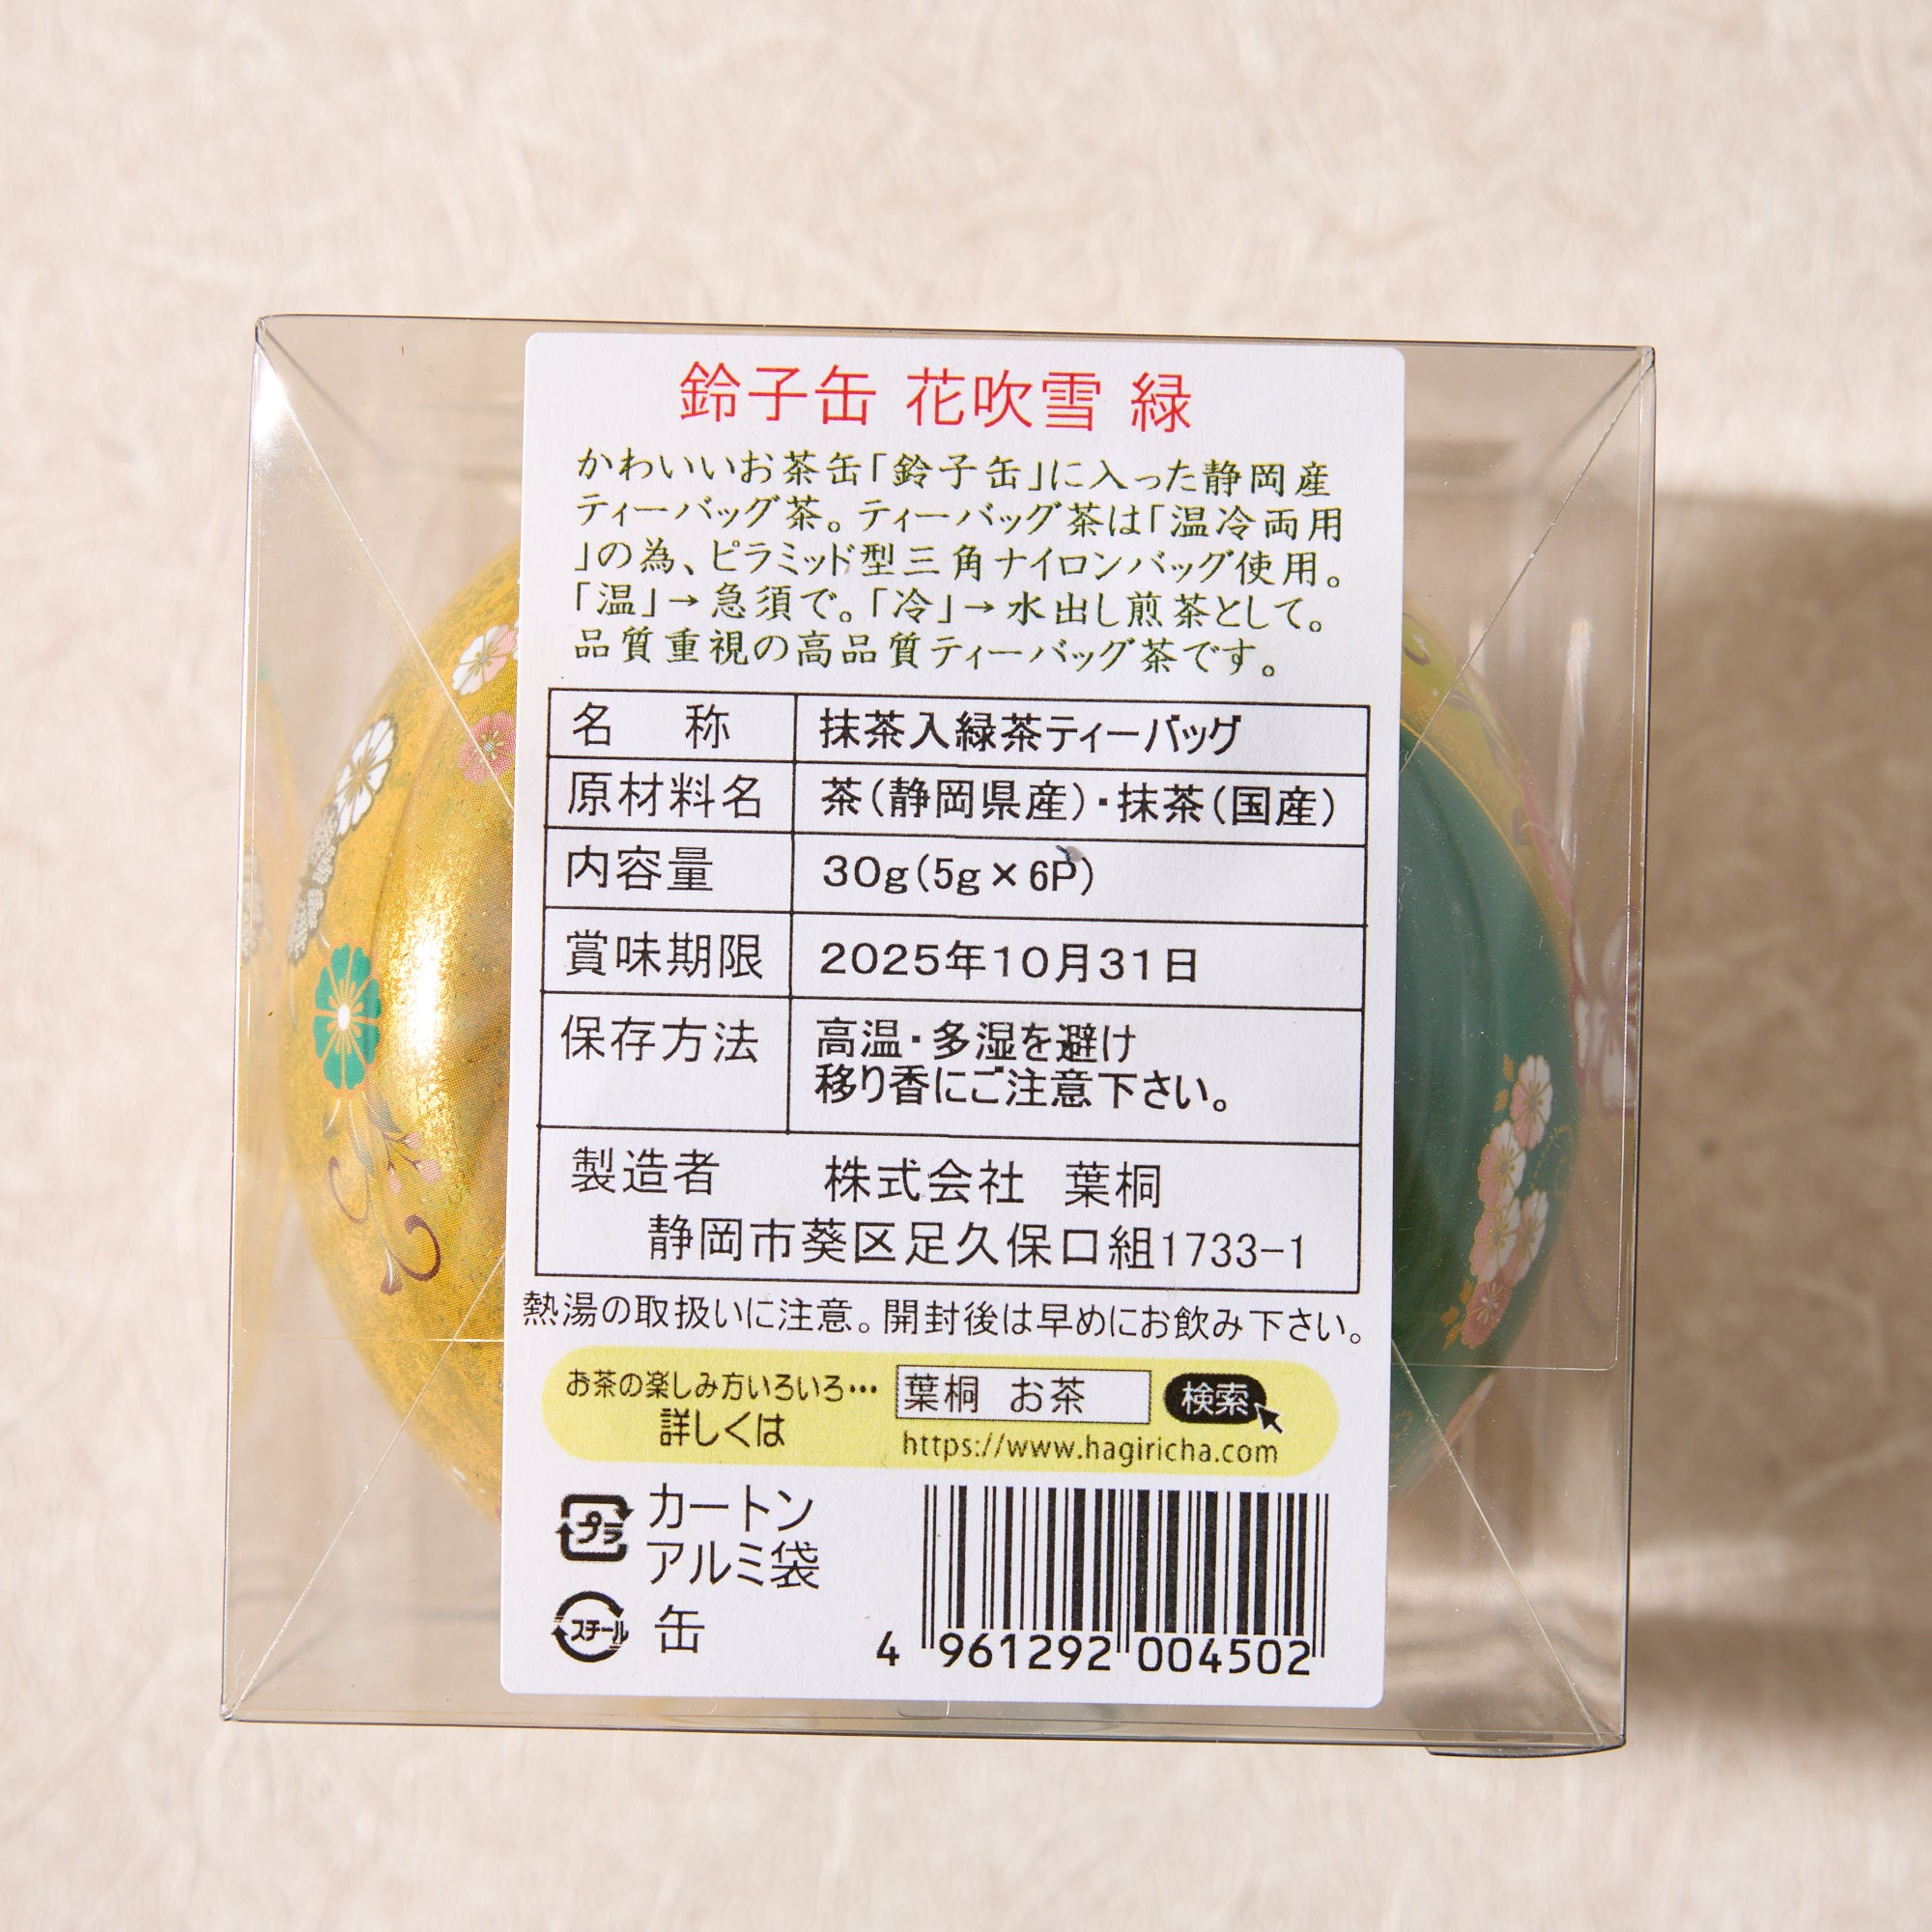 鈴子缶 花吹雪 緑
かわいいお茶缶「鈴子缶」に入った静岡産
ティーバッグ茶。ティーバッグ茶は「温冷両用
」の為、ピラミッド型三角ナイロンバッグ使用。
「温」→急須で。「冷」→水出し煎茶として。
品質重視の高品質ティーバッグ茶です。
名 称 抹茶入緑茶ティーバッグ
原材料名 茶(静岡県産)・抹茶(国産)
内容量 30g(5g×6P)
賞味期限 2025年10月31日
保存方法 高温・多湿を避け
移り香にご注意下さい。
製造者 株式会社 葉桐
静岡市葵区足久保口組1733-1
熱湯の取扱いに注意。開封後は早めにお飲み下さい。
お茶の楽しみ方いろいろ… 葉桐 お茶 検索
詳しくは https://www.hagiricha.com
プラ カートン
アルミ袋
スチール 缶
4 961292 004502